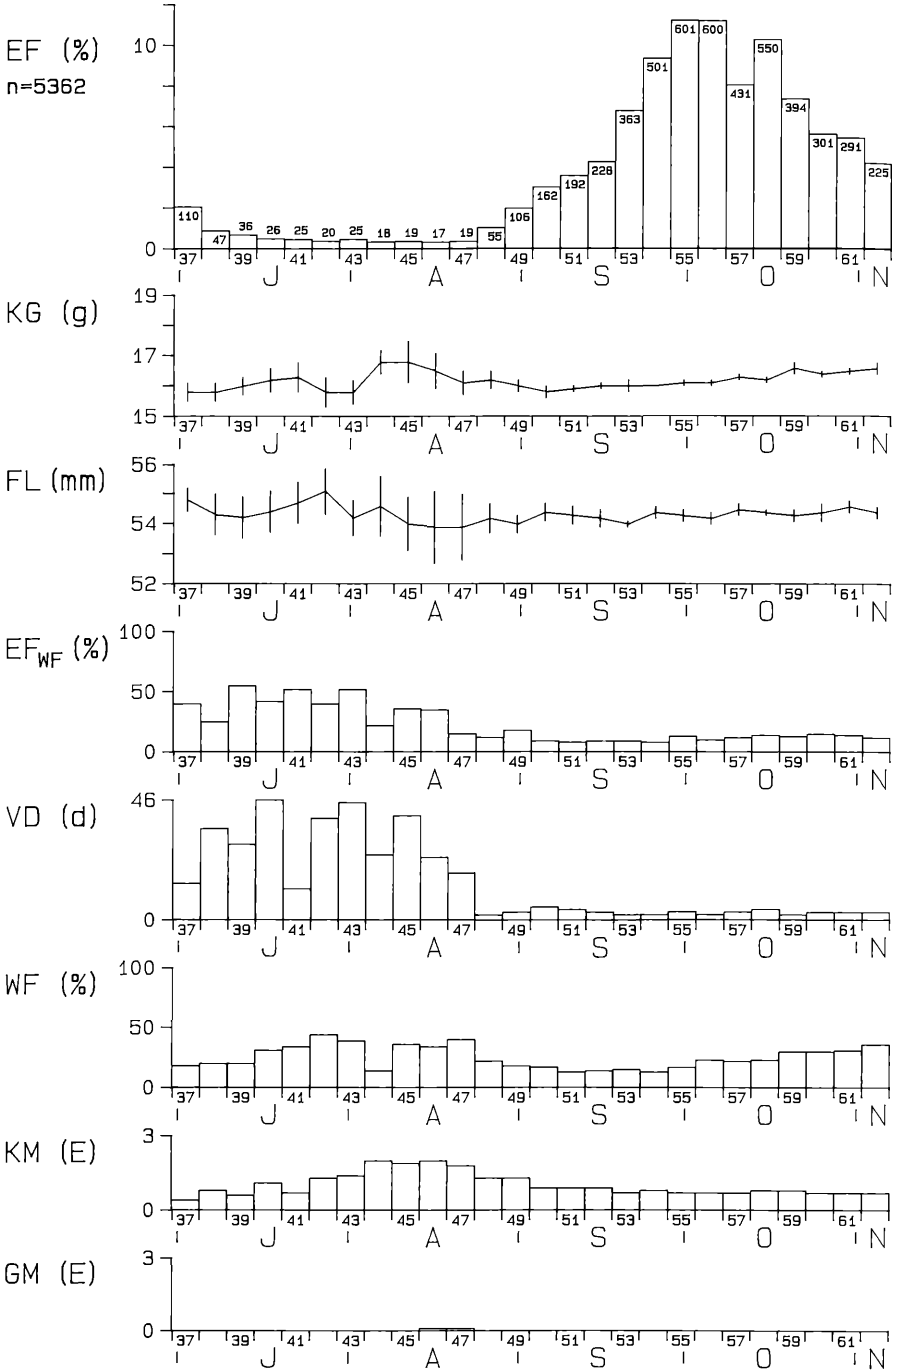 EF (%)
n=5362
10
0
110 47 36 26 25 20 25 18 19 17 19 55 106 162 192 228 363 501 601 600 431 550 394 301 291 225
37 39 41 43 45 47 49 51 53 55 57 59 61
J A S O N
KG (g)
19
17
15
37 39 41 43 45 47 49 51 53 55 57 59 61
J A S O N
FL (mm)
56
54
52
37 39 41 43 45 47 49 51 53 55 57 59 61
J A S O N
EFWF (%)
100
50
0
37 39 41 43 45 47 49 51 53 55 57 59 61
J A S O N
VD (d)
46
0
37 39 41 43 45 47 49 51 53 55 57 59 61
J A S O N
WF (%)
100
50
0
37 39 41 43 45 47 49 51 53 55 57 59 61
J A S O N
KM (E)
3
0
37 39 41 43 45 47 49 51 53 55 57 59 61
J A S O N
GM (E)
3
0
37 39 41 43 45 47 49 51 53 55 57 59 61
J A S O N